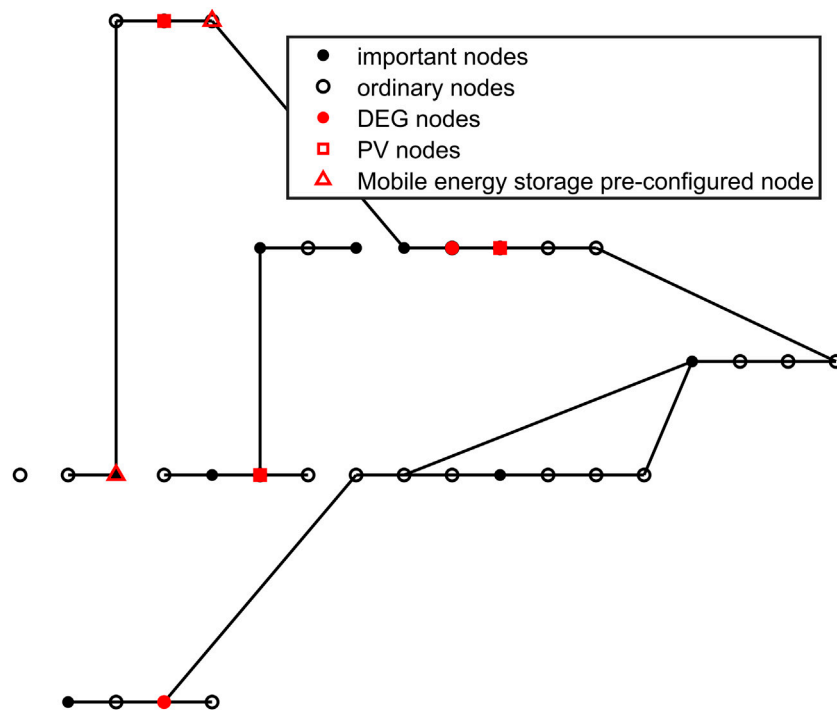 important nodes
ordinary nodes
DEG nodes
PV nodes
Mobile energy storage pre-configured node